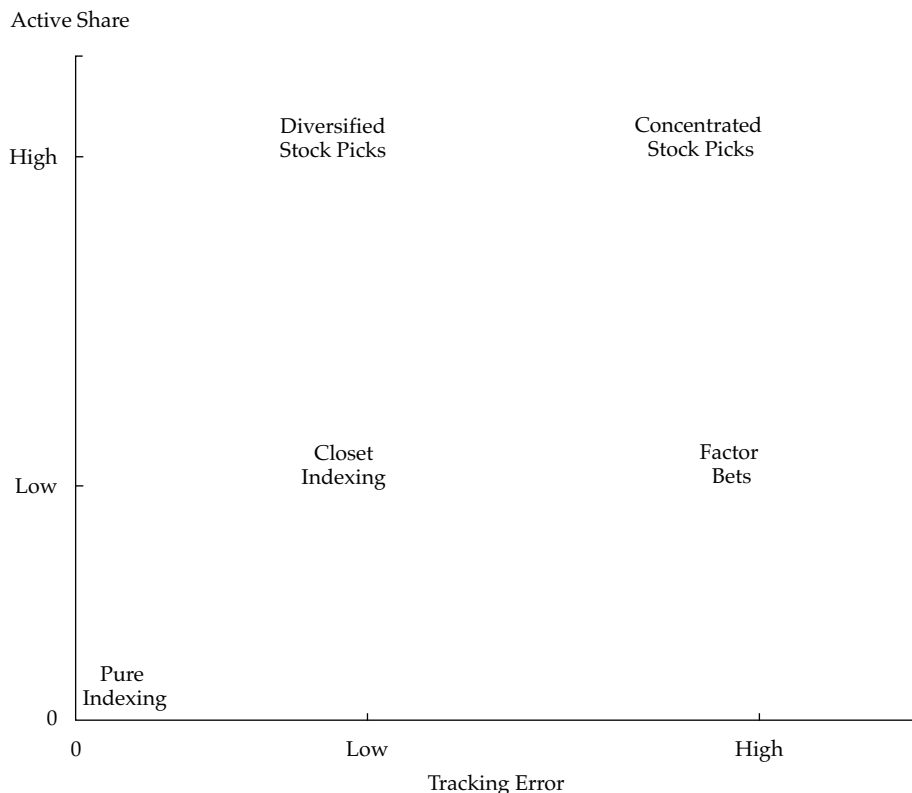 Active Share
Diversified
Stock Picks
Concentrated
Stock Picks
High
Closet
Indexing
Factor
Bets
Low
Pure
Indexing
0
0
Low
High
Tracking Error